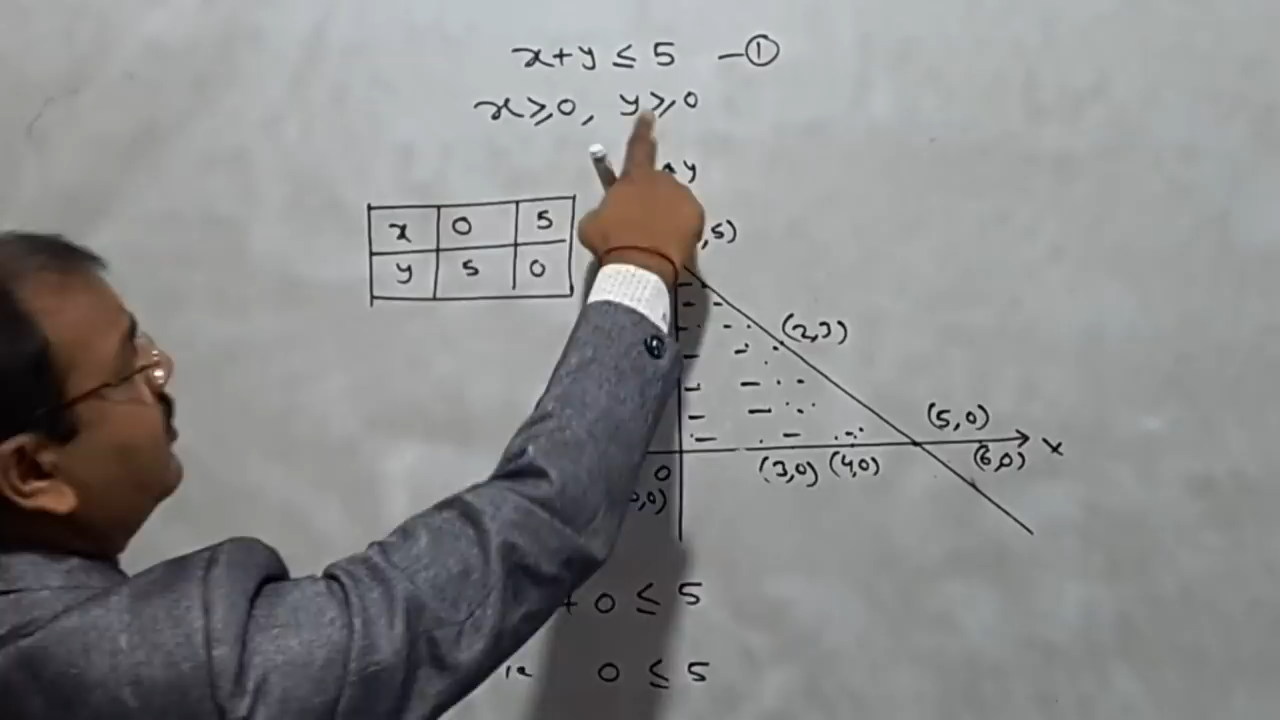 x+y ≤ 5 —①
x ≥ 0, y ≥ 0
y
x 0 5
y 5 0
,5)
(2,3)
(5,0)
x
0 (3,0) (4,0) (6,0)
,0)
+ 0 ≤ 5
0 ≤ 5